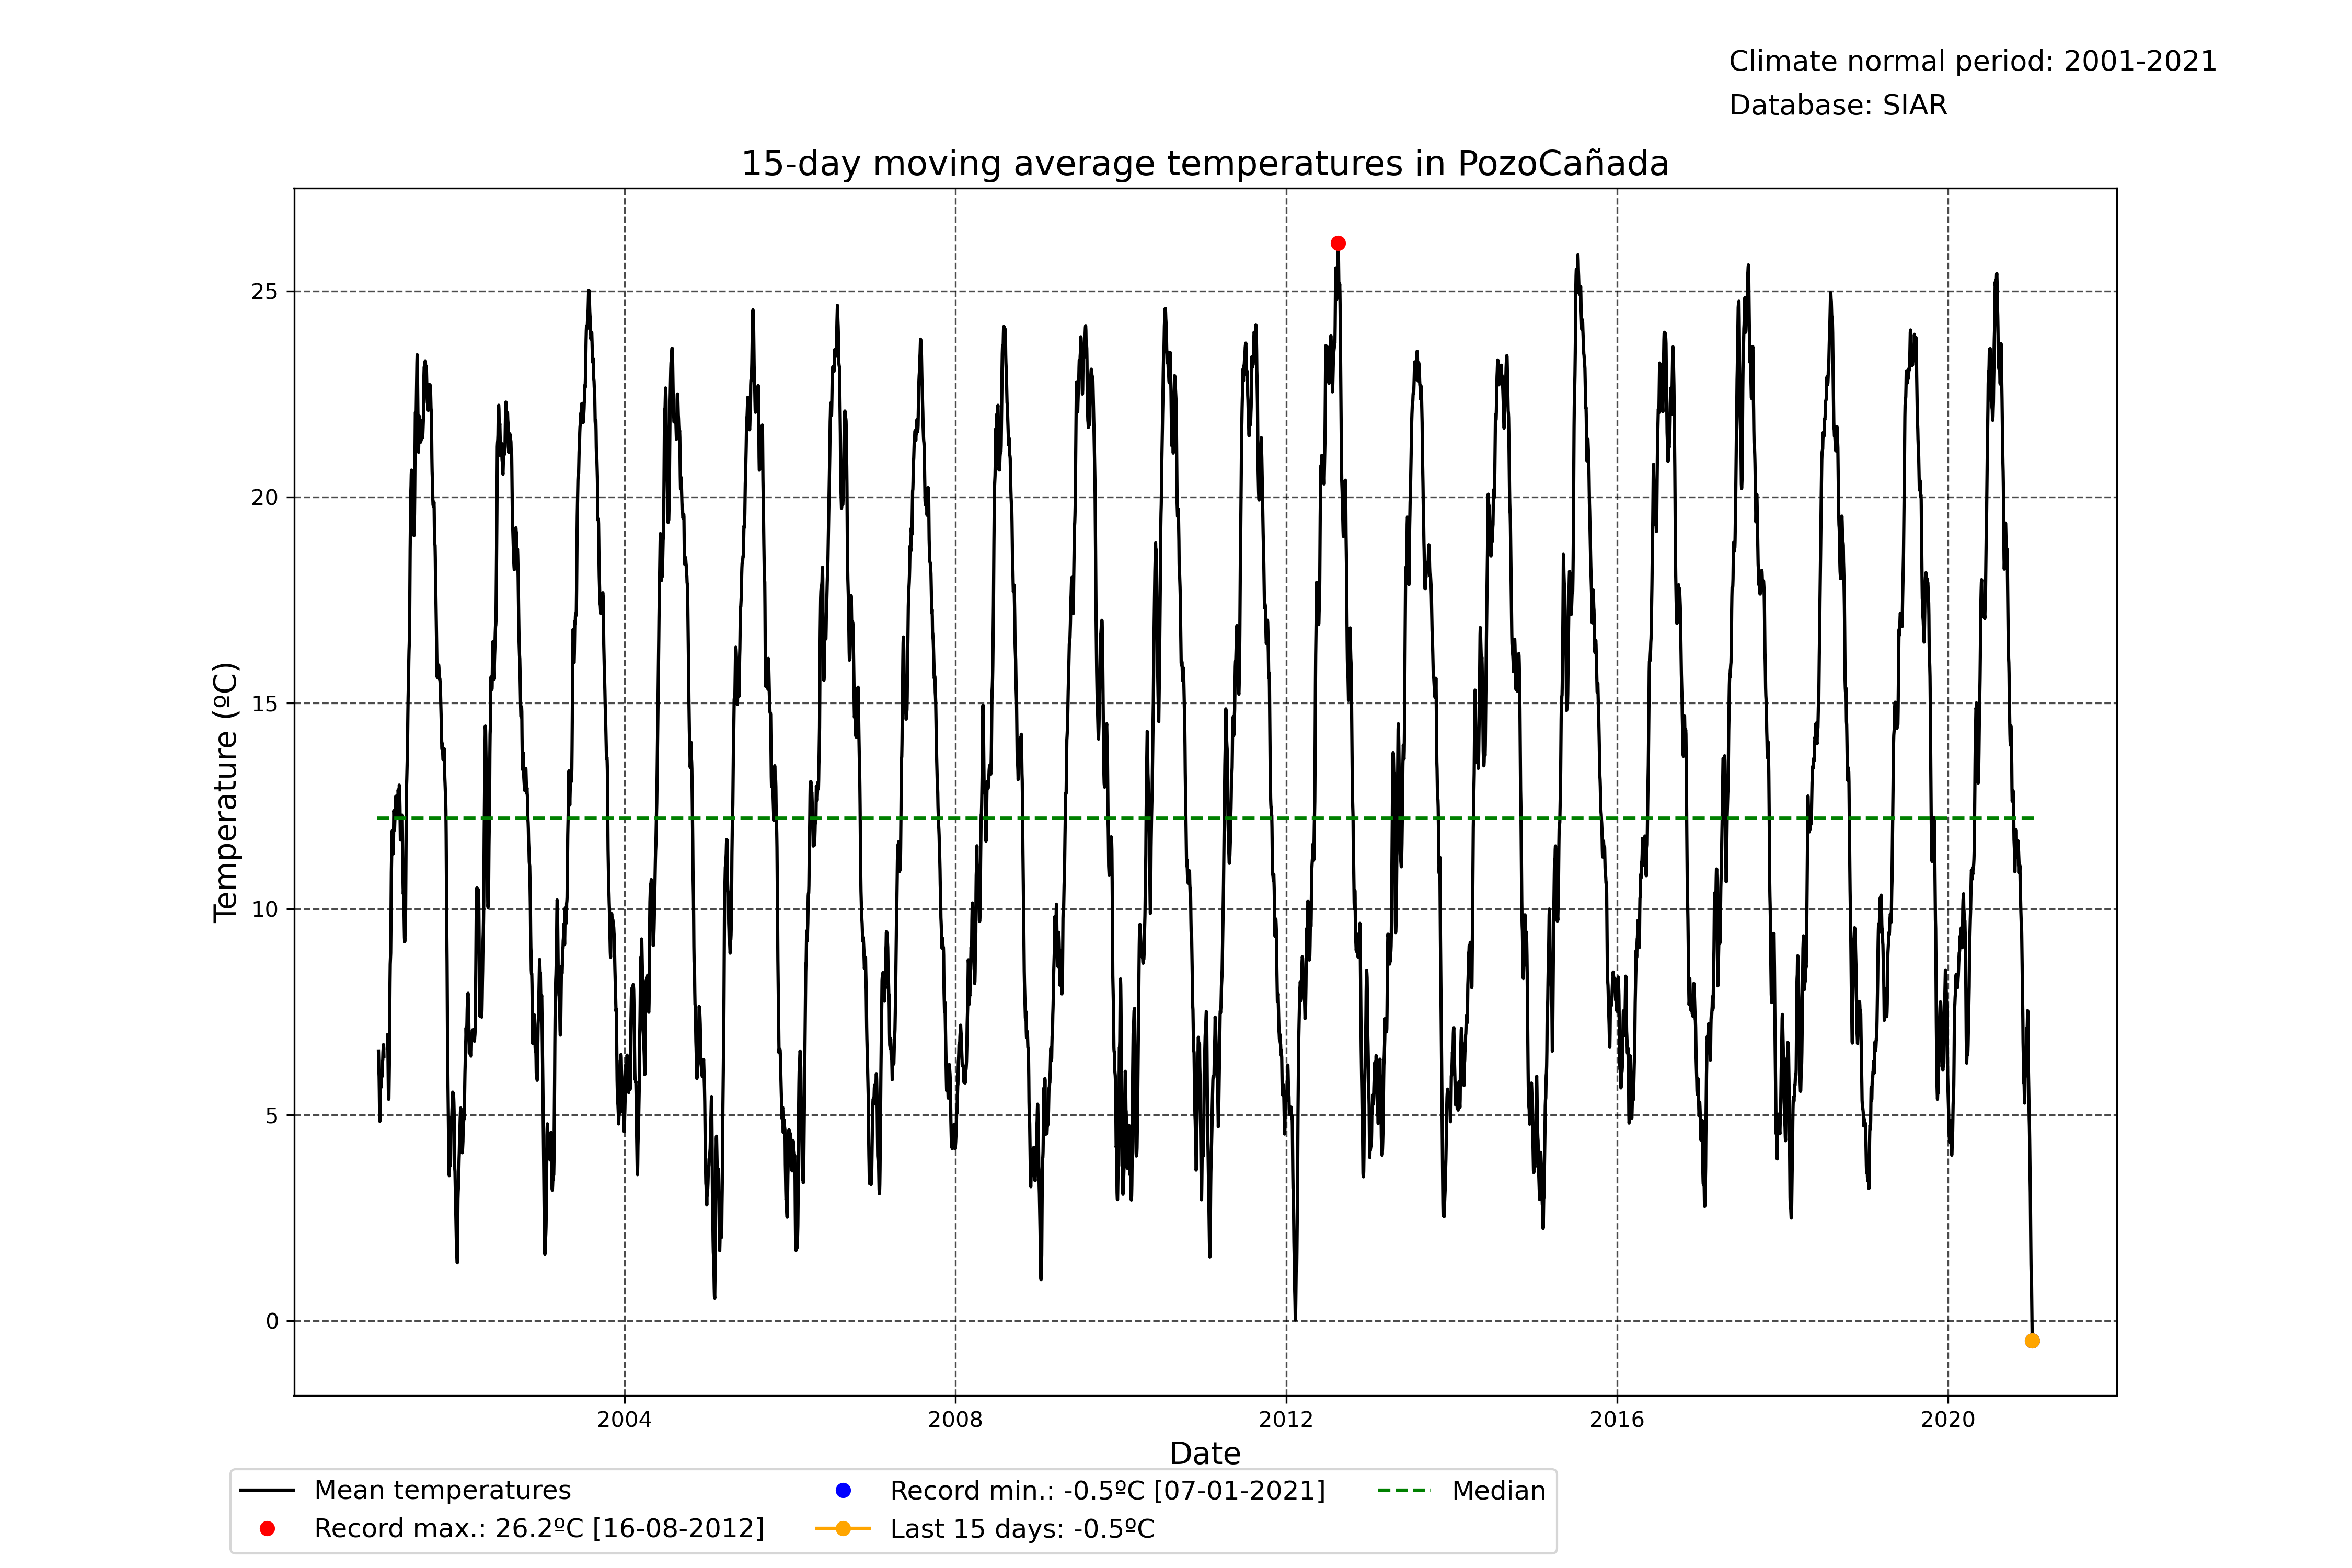 Climate normal period: 2001-2021
Database: SIAR
15-day moving average temperatures in PozoCañada
Temperature (ºC)
25
20
15
10
5
0
2004
2008
2012
2016
2020
Date
Mean temperatures
Record max.: 26.2ºC [16-08-2012]
Record min.: -0.5ºC [07-01-2021]
Last 15 days: -0.5ºC
Median